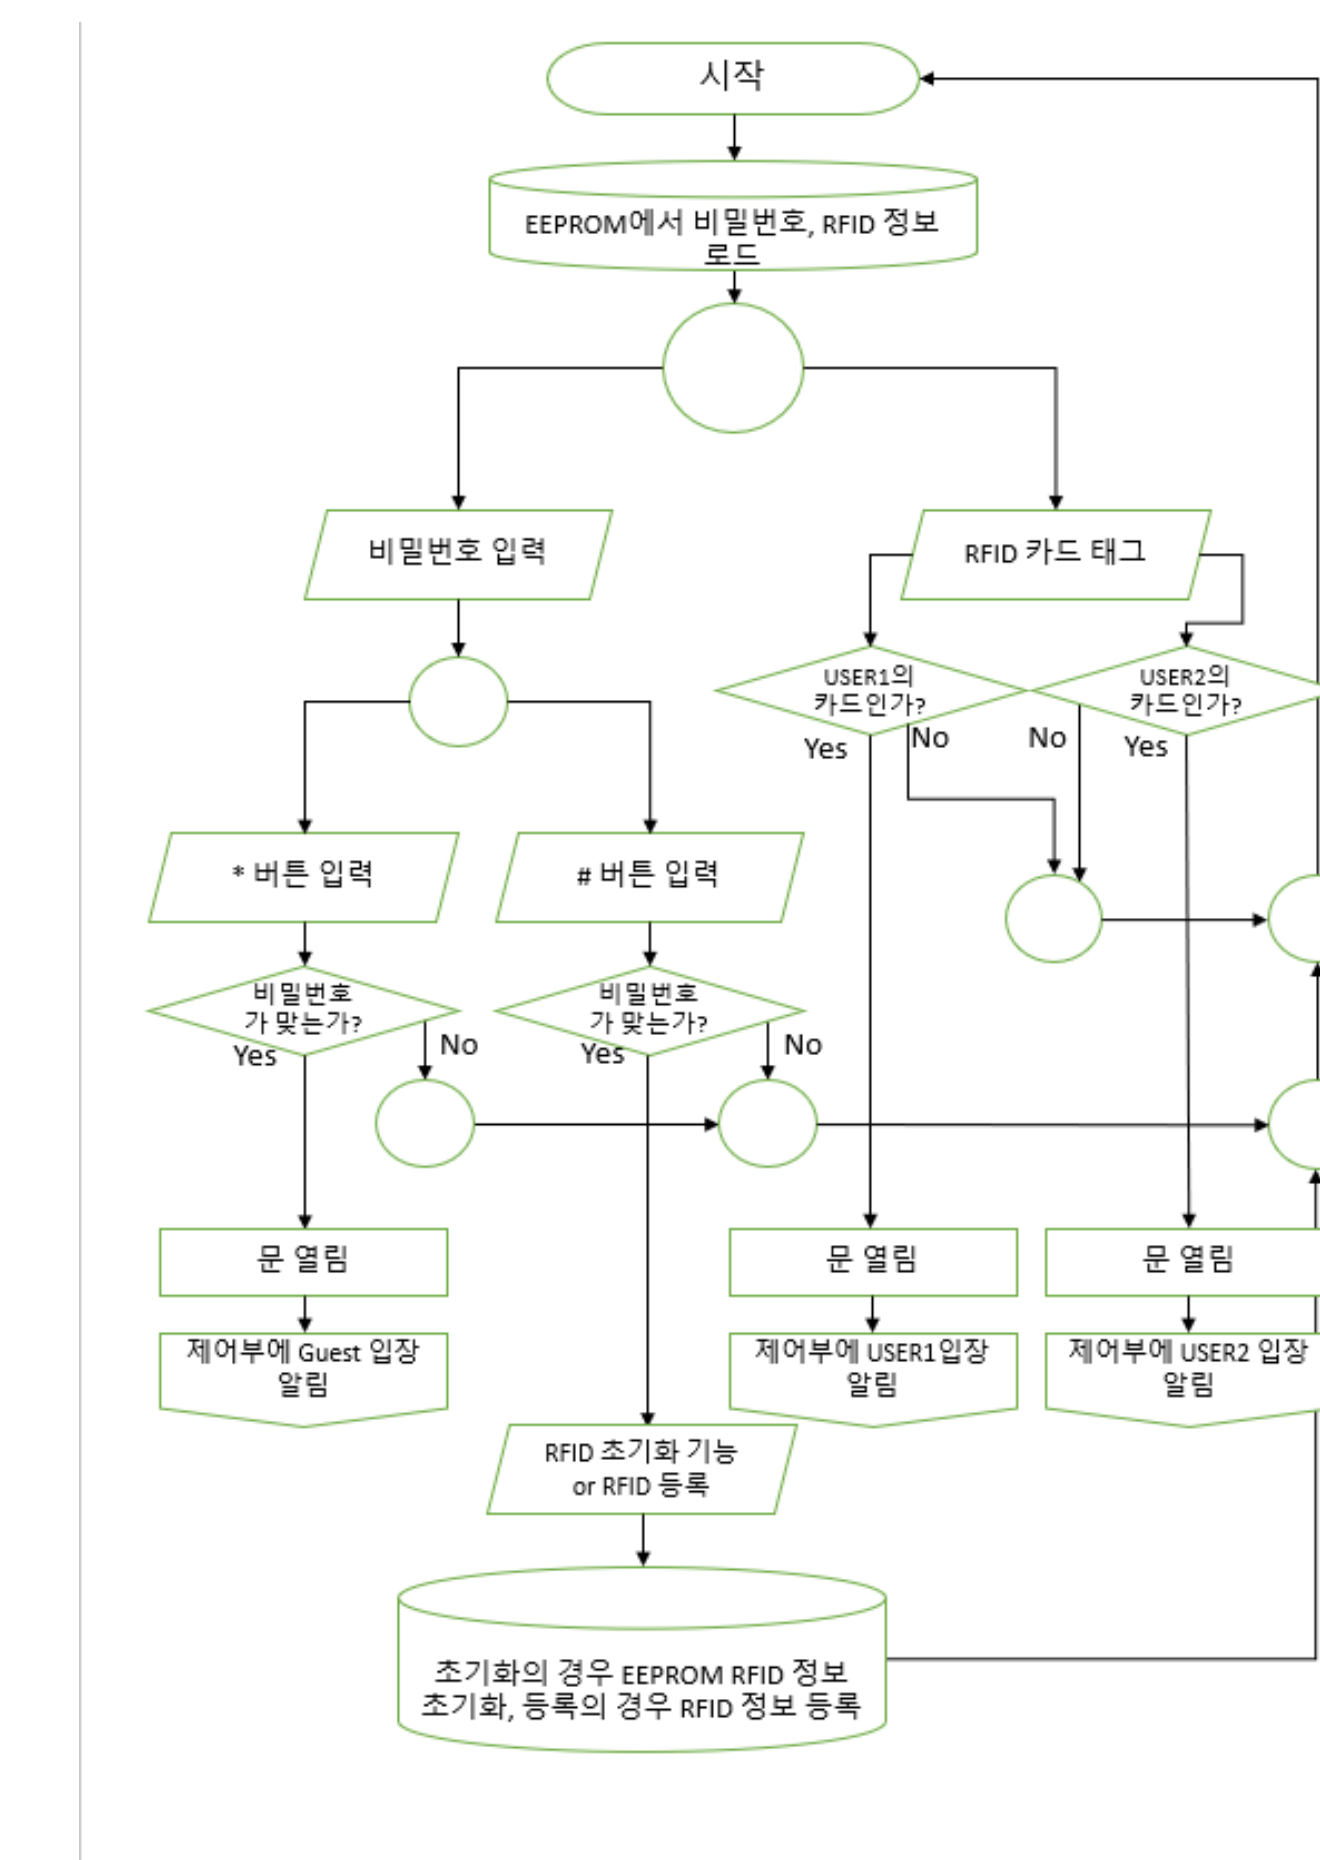 시작
EEPROM에서 비밀번호, RFID 정보
로드
비밀번호 입력
RFID 카드 태그
USER1의
카드인가?
USER2의
카드인가?
Yes
No
No
Yes
* 버튼 입력
# 버튼 입력
비밀번호
가 맞는가?
비밀번호
가 맞는가?
Yes
No
Yes
No
문 열림
문 열림
문 열림
제어부에 Guest 입장
알림
제어부에 USER1입장
알림
제어부에 USER2 입장
알림
RFID 초기화 기능
or RFID 등록
초기화의 경우 EEPROM RFID 정보
초기화, 등록의 경우 RFID 정보 등록